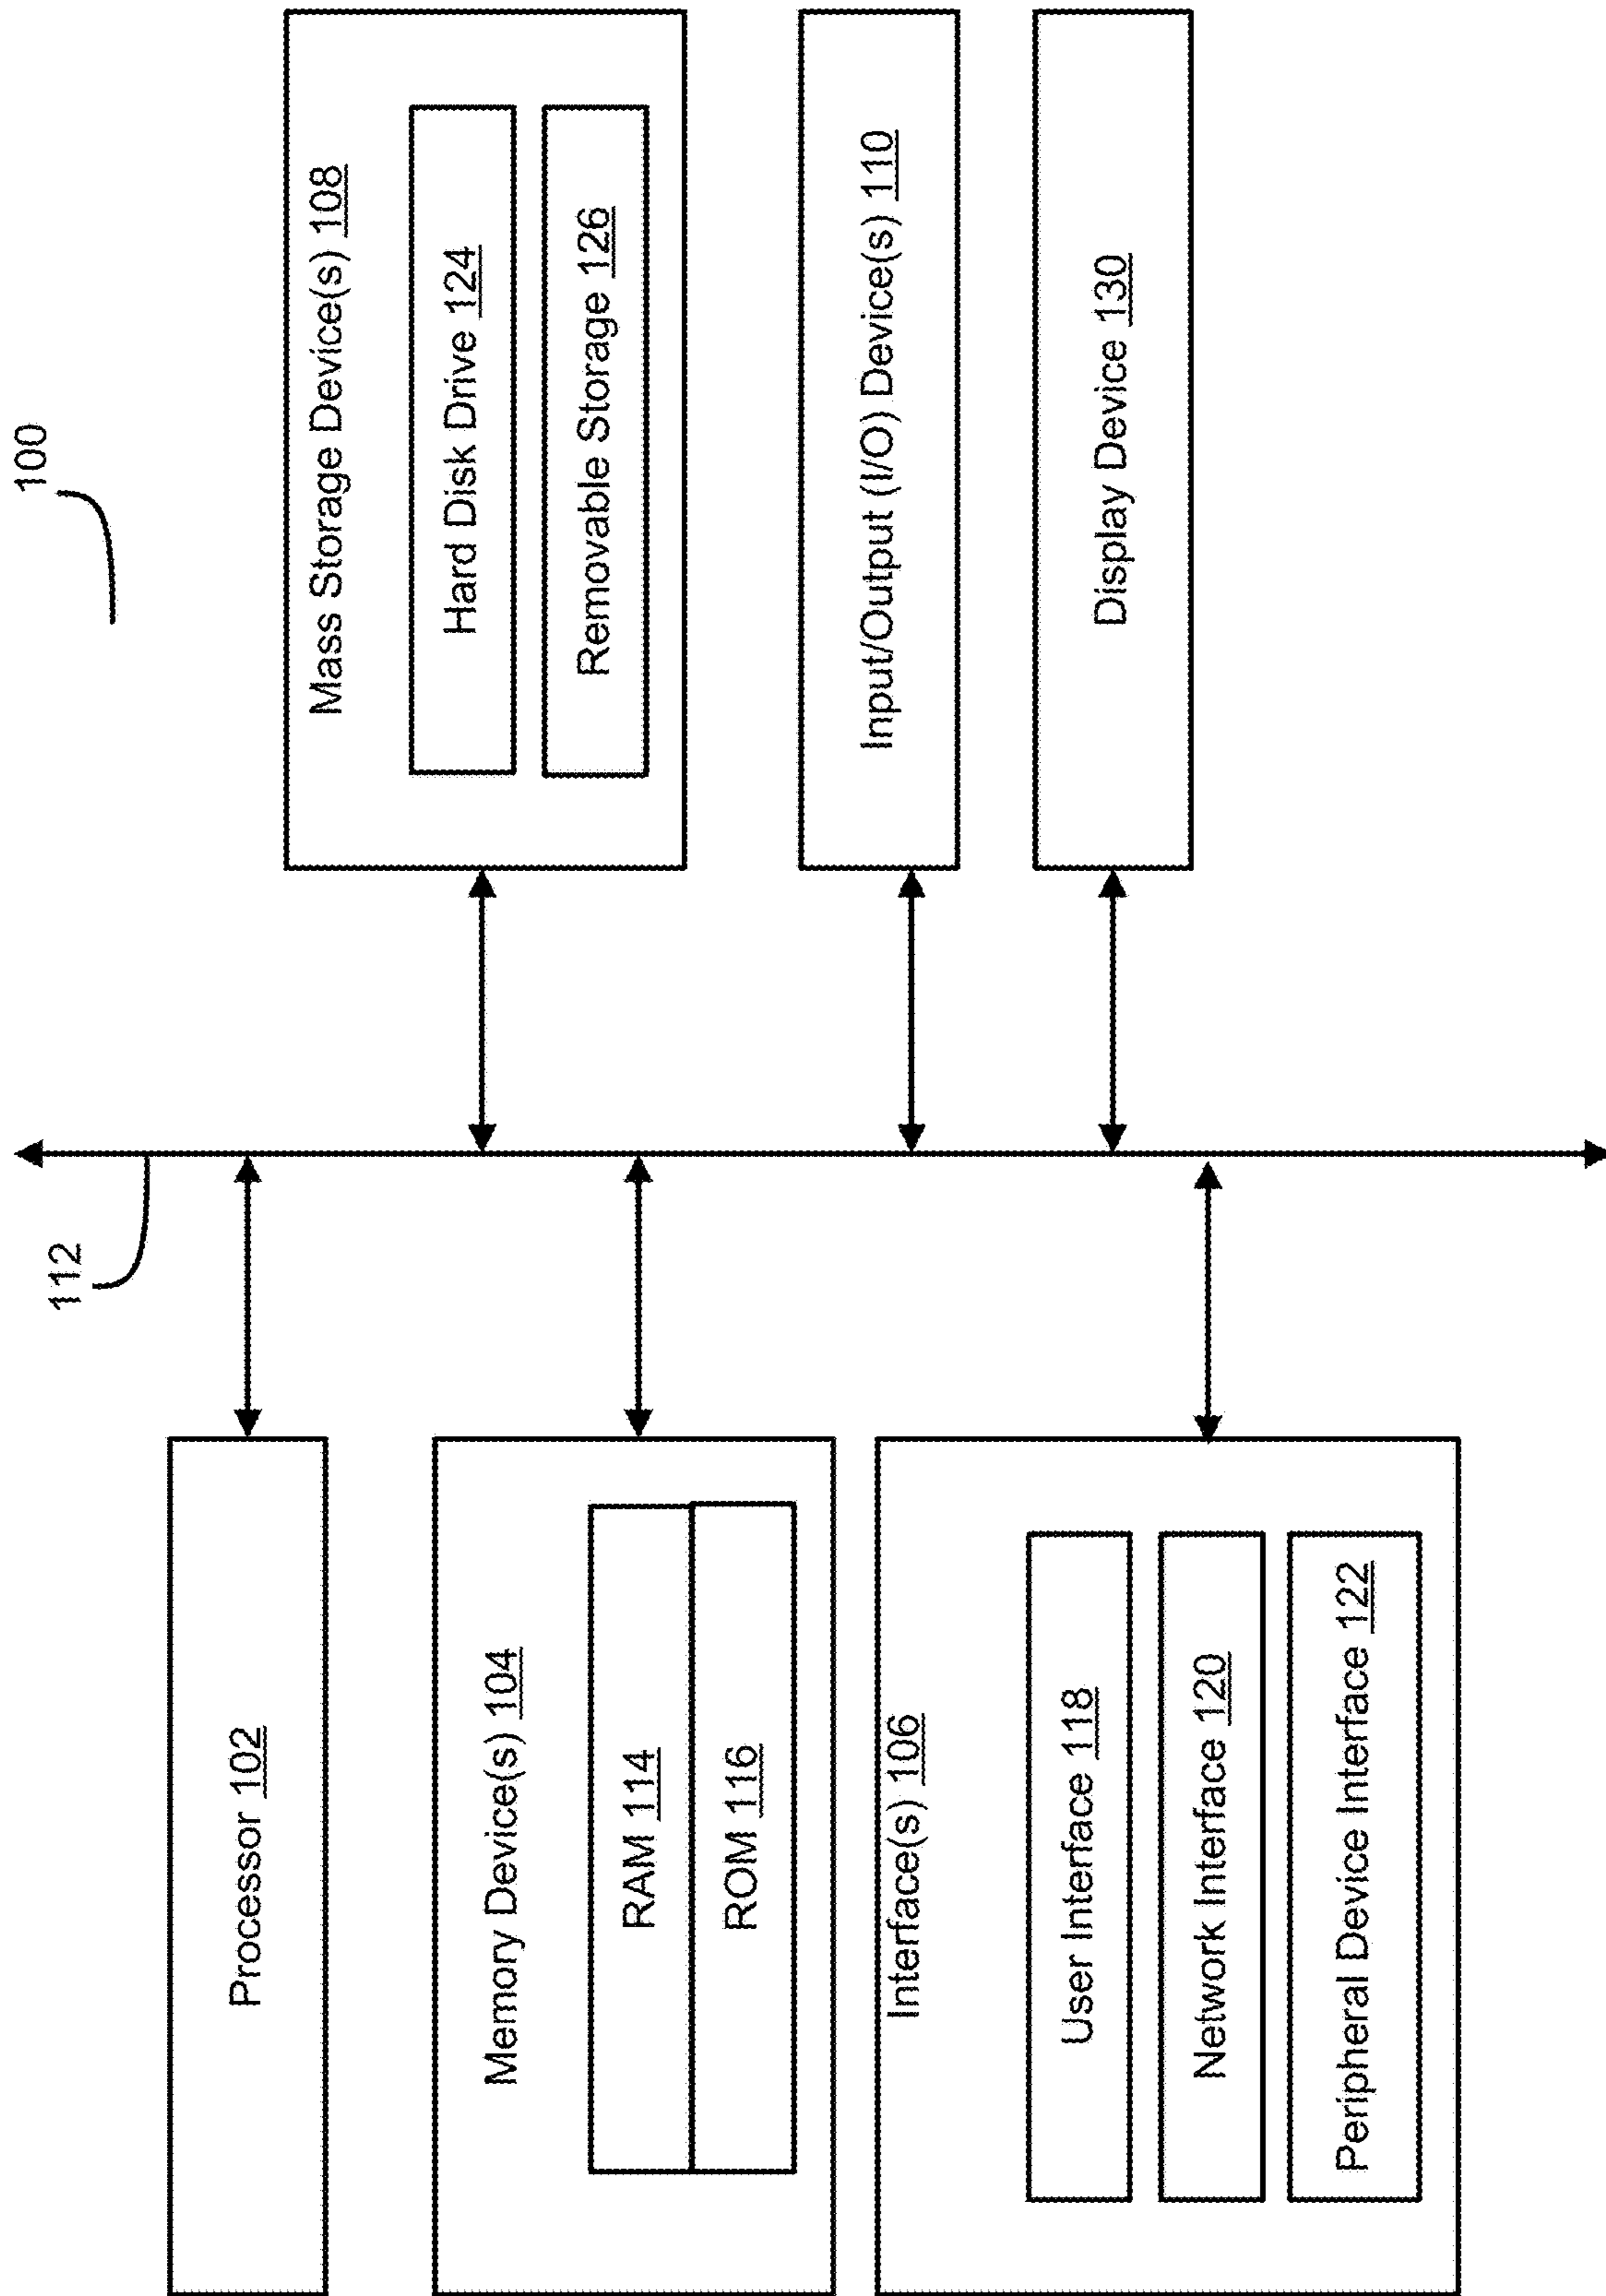 100
112
Processor 102
Memory Device(s) 104
RAM 114
ROM 116
Interface(s) 106
User Interface 118
Network Interface 120
Peripheral Device Interface 122
Mass Storage Device(s) 108
Hard Disk Drive 124
Removable Storage 126
Input/Output (I/O) Device(s) 110
Display Device 130